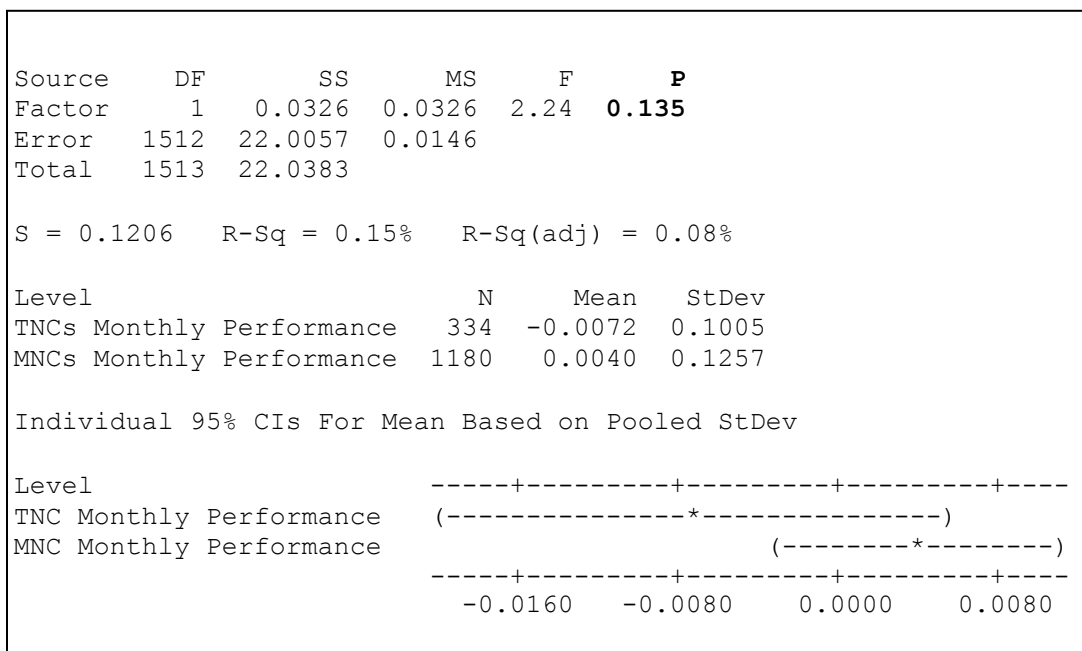 Source     DF        SS      MS     F      P
Factor      1    0.0326  0.0326  2.24  0.135
Error    1512   22.0057  0.0146
Total    1513   22.0383

S = 0.1206   R-Sq = 0.15%   R-Sq(adj) = 0.08%

Level                         N     Mean   StDev
TNCs Monthly Performance    334  -0.0072  0.1005
MNCs Monthly Performance   1180   0.0040  0.1257

Individual 95% CIs For Mean Based on Pooled StDev

Level                     -----+---------+---------+---------+----
TNC Monthly Performance   (---------------*---------------)
MNC Monthly Performance                        (--------*--------)
                          -----+---------+---------+---------+----
                            -0.0160   -0.0080    0.0000    0.0080